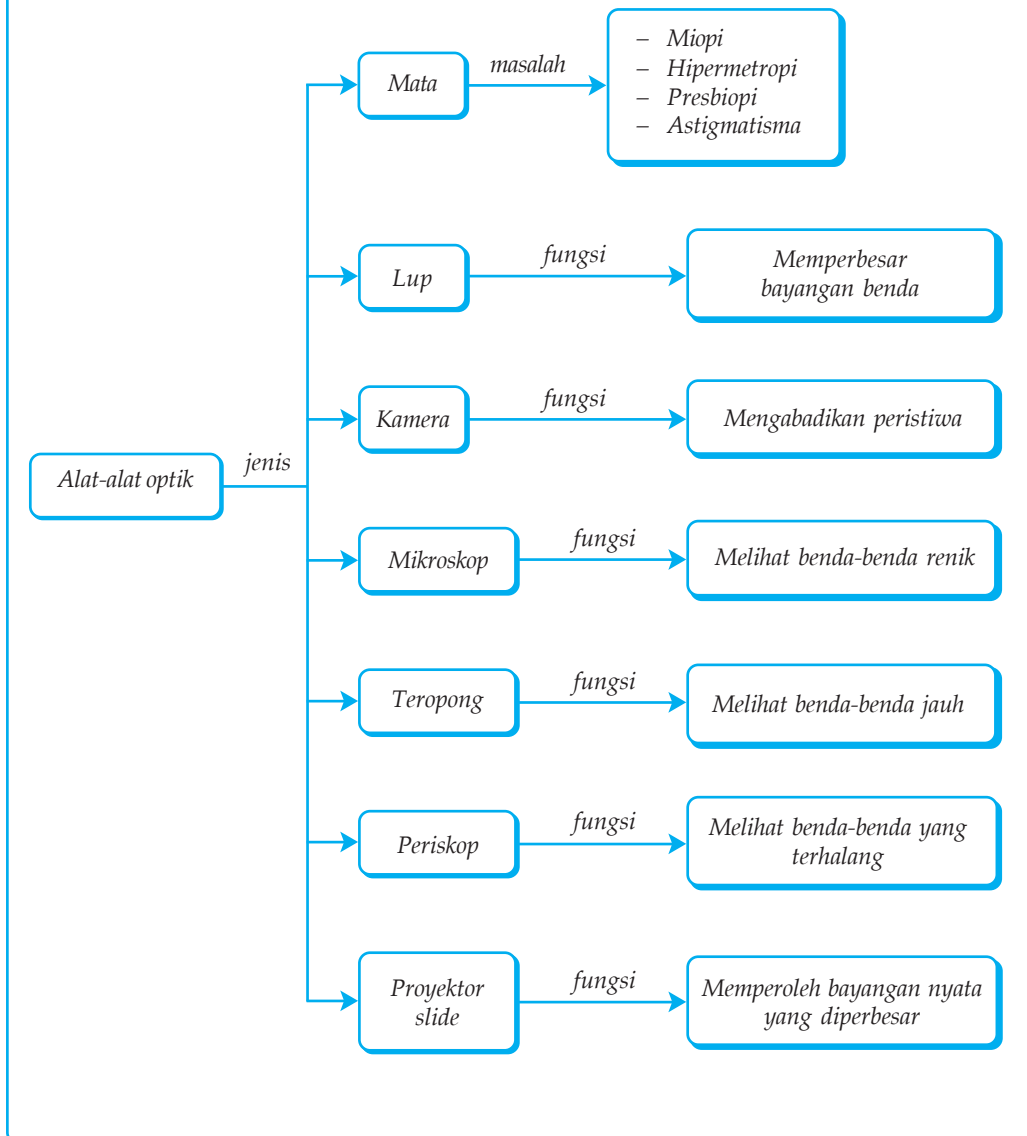 Alat-alat optik
jenis
Mata
masalah
– Miopi
– Hipermetropi
– Presbiopi
– Astigmatisma
Lup
fungsi
Memperbesar
bayangan benda
Kamera
fungsi
Mengabadikan peristiwa
Mikroskop
fungsi
Melihat benda-benda renik
Teropong
fungsi
Melihat benda-benda jauh
Periskop
fungsi
Melihat benda-benda yang
terhalang
Proyektor
slide
fungsi
Memperoleh bayangan nyata
yang diperbesar